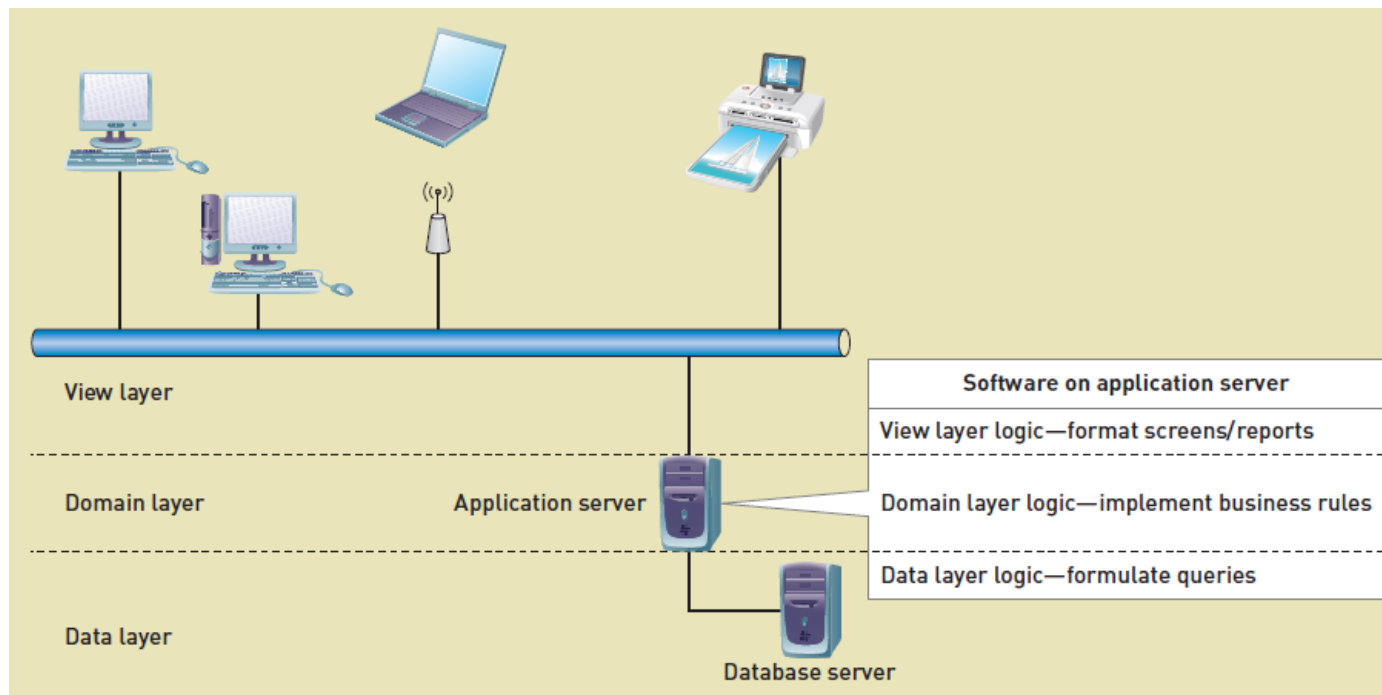 View layer
Software on application server
View layer logic—format screens/reports
Domain layer
Application server
Domain layer logic—implement business rules
Data layer logic—formulate queries
Data layer
Database server